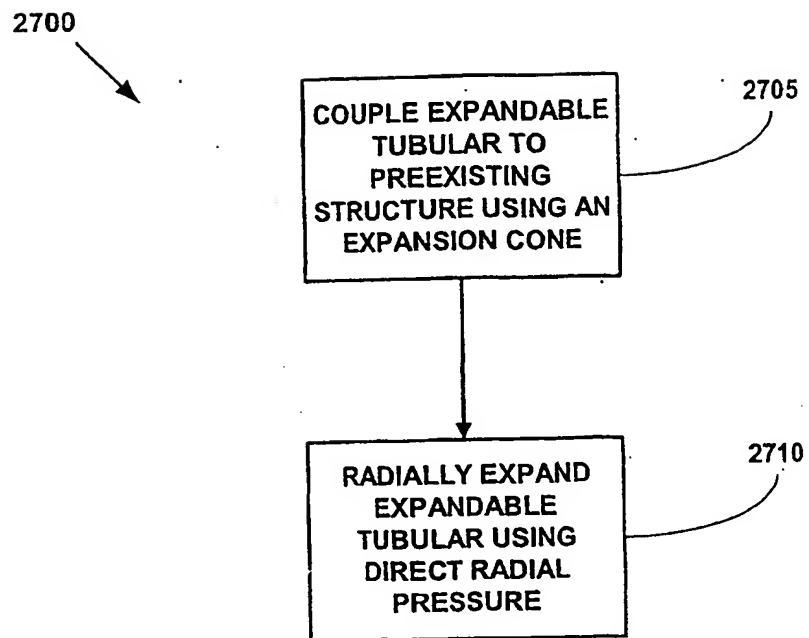 2700
2705
COUPLE EXPANDABLE
TUBULAR TO
PREEXISTING
STRUCTURE USING AN
EXPANSION CONE
2710
RADIALLY EXPAND
EXPANDABLE
TUBULAR USING
DIRECT RADIAL
PRESSURE